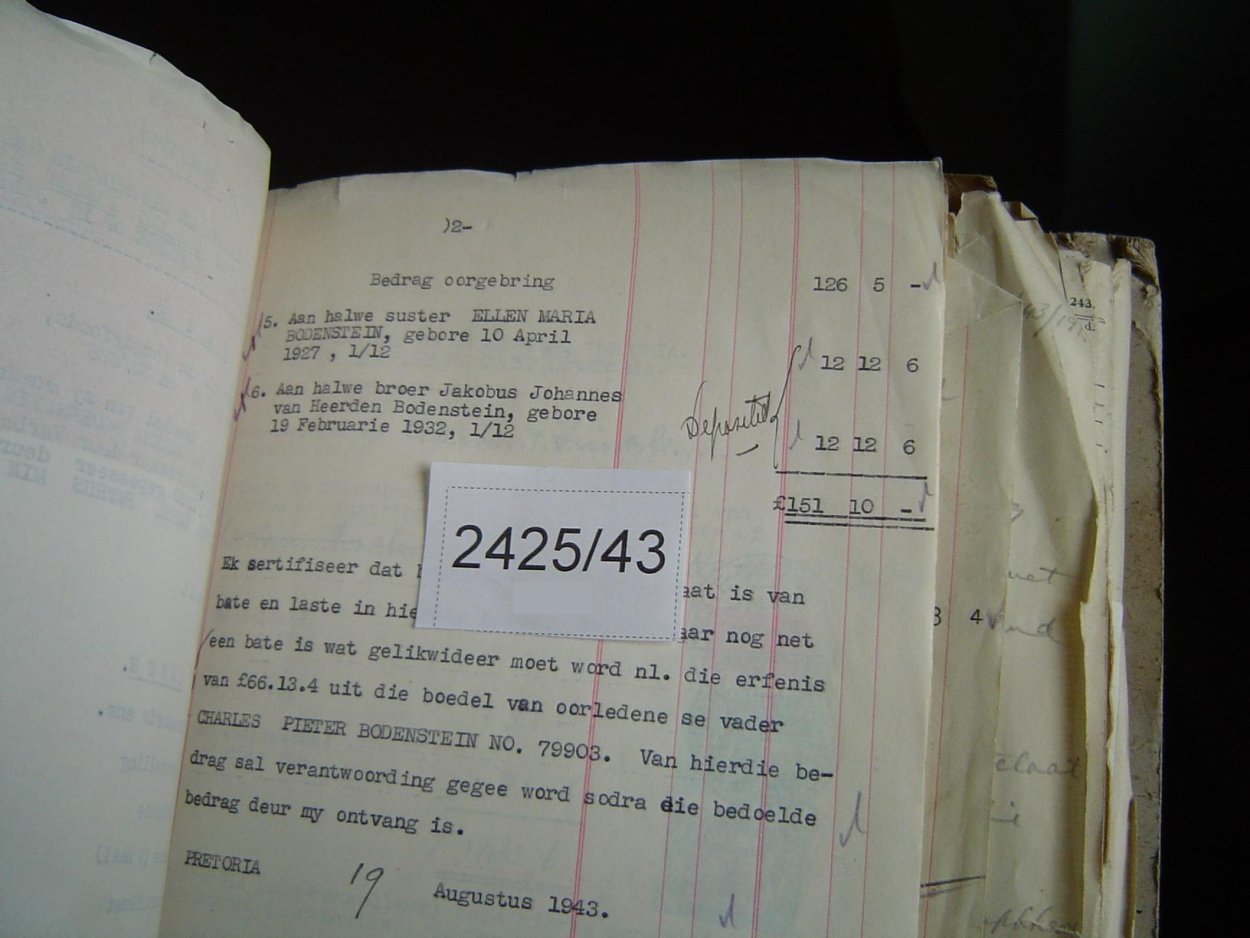 )2-
Bedrag oorgebring 126 5 -
5. Aan halwe suster ELLEN MARIA
BODENSTEIN, gebore 10 April
1927 , 1/12 12 12 6
6. Aan halwe broer Jakobus Johannes
van Heerden Bodenstein, gebore
19 Februarie 1932, 1/12 12 12 6
£151 10 -
2425/43
Ek sertifiseer dat aat is van
bate en laste in hie aar nog net
een bate is wat gelikwideer moet word nl. die erfenis
van £66.13.4 uit die boedel van oorledene se vader
CHARLES PIETER BODENSTEIN NO. 79903. Van hierdie be-
drag sal verantwoording gegee word sodra die bedoelde
bedrag deur my ontvang is.
PRETORIA 19 Augustus 1943.
243.
d.
3 4